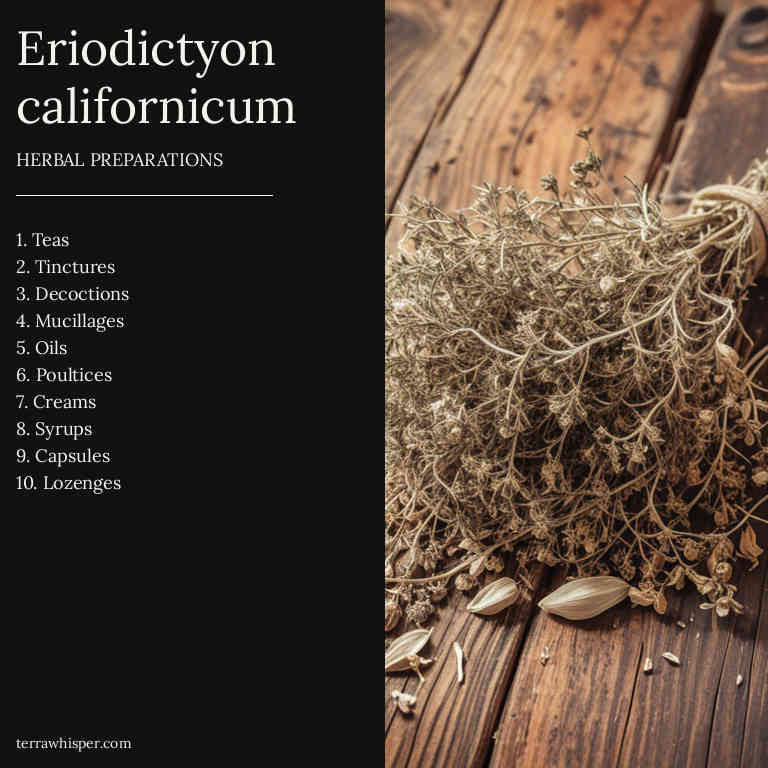 Eriodictyon
californicum
HERBAL PREPARATIONS
1. Teas
2. Tinctures
3. Decoctions
4. Mucillages
5. Oils
6. Poultices
7. Creams
8. Syrups
9. Capsules
10. Lozenges
terrawhisper.com